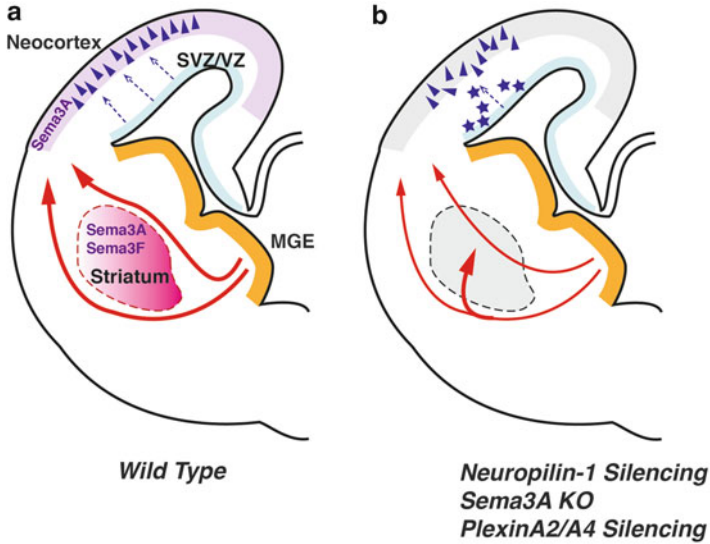 a
Neocortex
SVZ/VZ
Sema3A
Sema3A
Sema3F
Striatum
MGE
Wild Type
b
Neuropilin-1 Silencing
Sema3A KO
PlexinA2/A4 Silencing